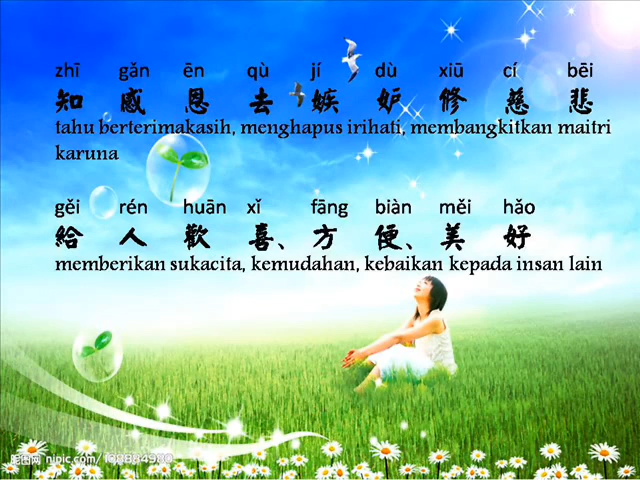 zhī gǎn ēn qù jí dù xiū cí bēi
知 感 恩 去 嫉 妒 修 慈 悲
tahu berterimakasih, menghapus irihati, membangkitkan maitri
karuna
gěi rén huān xǐ fāng biàn měi hǎo
給 人 歡 喜、方 便、美 好
memberikan sukacita, kemudahan, kebaikan kepada insan lain
昵图网 nipic.com/